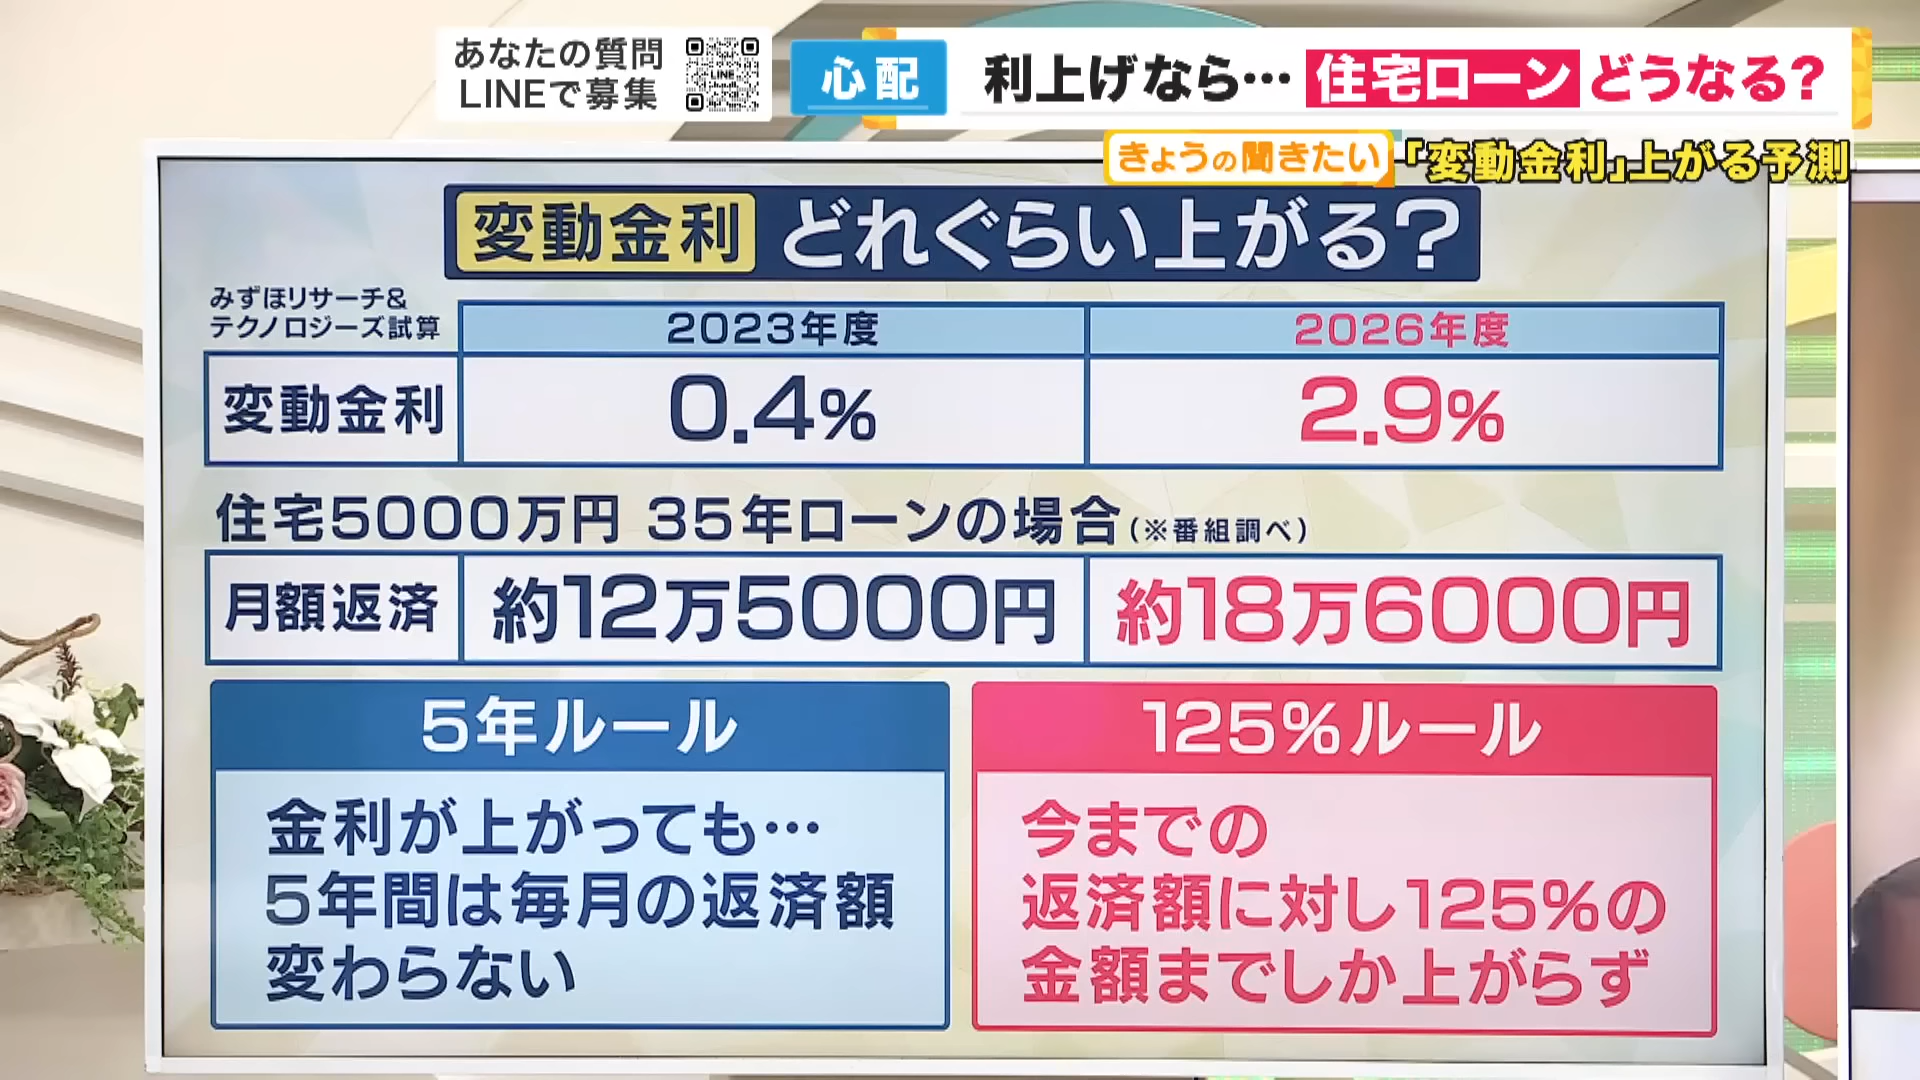 あなたの質問
LINEで募集
LINE
心配
利上げなら…住宅ローンどうなる?
きょうの聞きたい
「変動金利」上がる予測
変動金利 どれぐらい上がる?
みずほリサーチ&
テクノロジーズ試算
2023年度 2026年度
変動金利 0.4% 2.9%
住宅5000万円 35年ローンの場合(※番組調べ)
月額返済 約12万5000円 約18万6000円
5年ルール
金利が上がっても…
5年間は毎月の返済額
変わらない
125%ルール
今までの
返済額に対し125%の
金額までしか上がらず